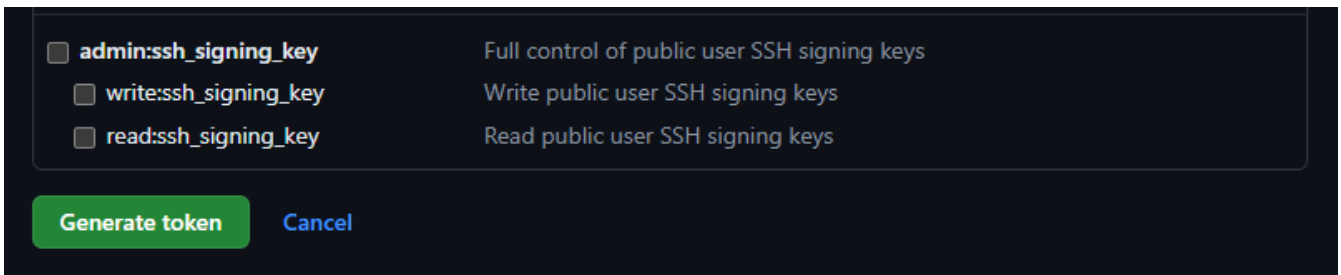 admin:ssh_signing_key Full control of public user SSH signing keys
write:ssh_signing_key Write public user SSH signing keys
read:ssh_signing_key Read public user SSH signing keys
Generate token Cancel